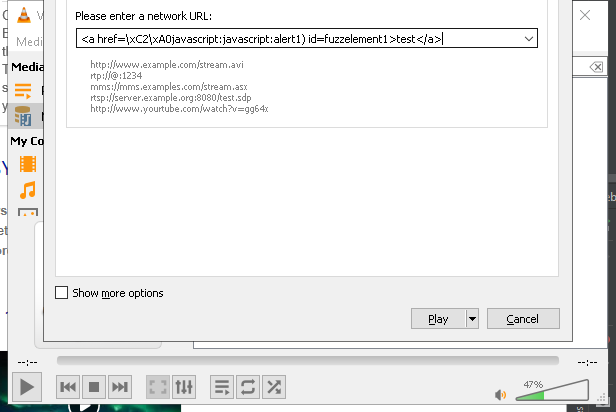 Please enter a network URL:
<a href=\xC2\xA0javascript:javascript:alert1) id=fuzzelement1>test</a>
http://www.example.com/stream.avi
rtp://@:1234
mms://mms.examples.com/stream.asx
rtsp://server.example.org:8080/test.sdp
http://www.yourtube.com/watch?v=gg64x
Media
My Co
Show more options
Play
Cancel
--:--
--:--
47%